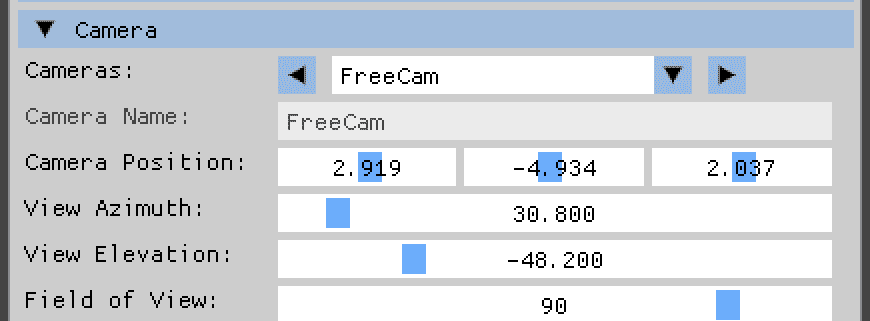 Camera
Cameras: FreeCam
Camera Name: FreeCam
Camera Position: 2.919 -4.934 2.037
View Azimuth: 30.800
View Elevation: -48.200
Field of View: 90